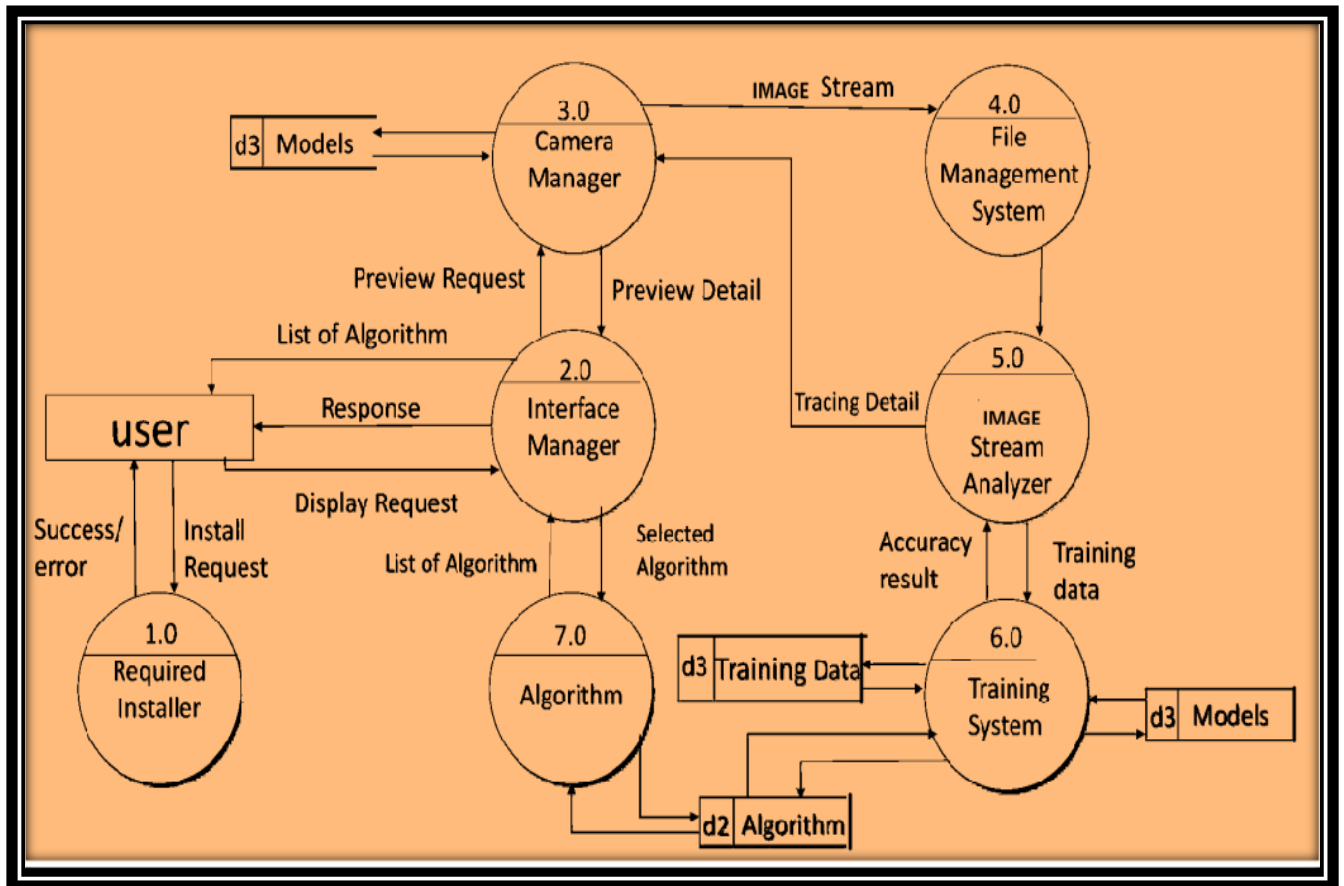 3.0
Camera
Manager
IMAGE Stream
4.0
File
Management
System
d3 Models
Preview Request
Preview Detail
List of Algorithm
2.0
Interface
Manager
5.0
IMAGE
Stream
Analyzer
Tracing Detail
user
Response
Display Request
Success/
error
Install
Request
List of Algorithm
Selected
Algorithm
Accuracy
result
Training
data
1.0
Required
Installer
7.0
Algorithm
d3 Training Data
6.0
Training
System
d3 Models
d2 Algorithm